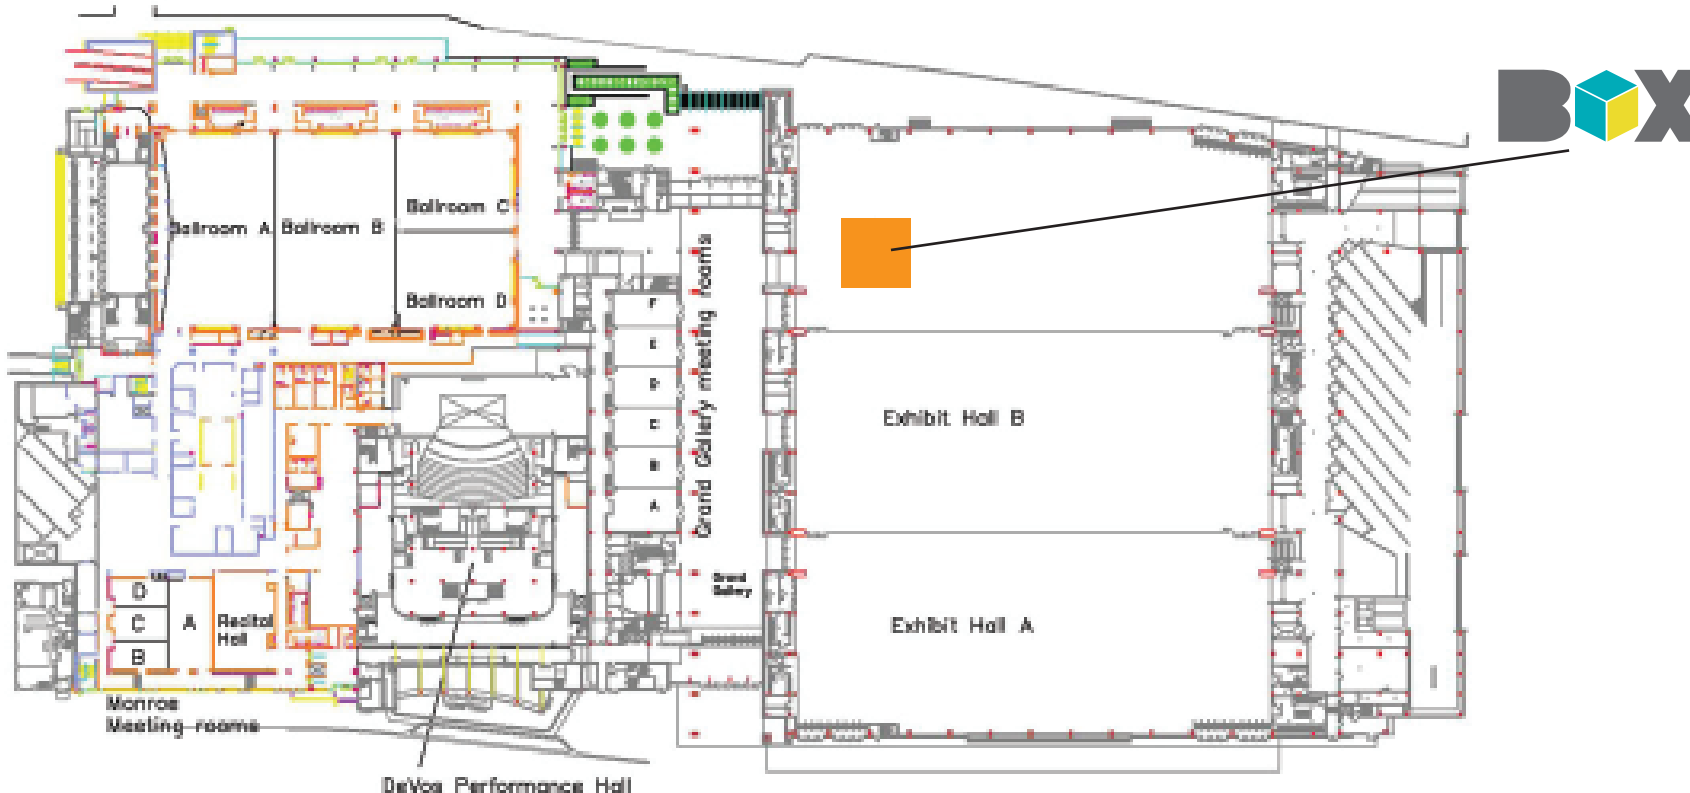 BOX
Ballroom C
Ballroom A
Ballroom B
Ballroom D
Grand Gallery meeting rooms
F
E
D
C
B
A
Exhibit Hall B
Exhibit Hall A
Grand
Gallery
D
C
B
A
Recital
Hall
Monroe
Meeting rooms
DeVos Performance Hall